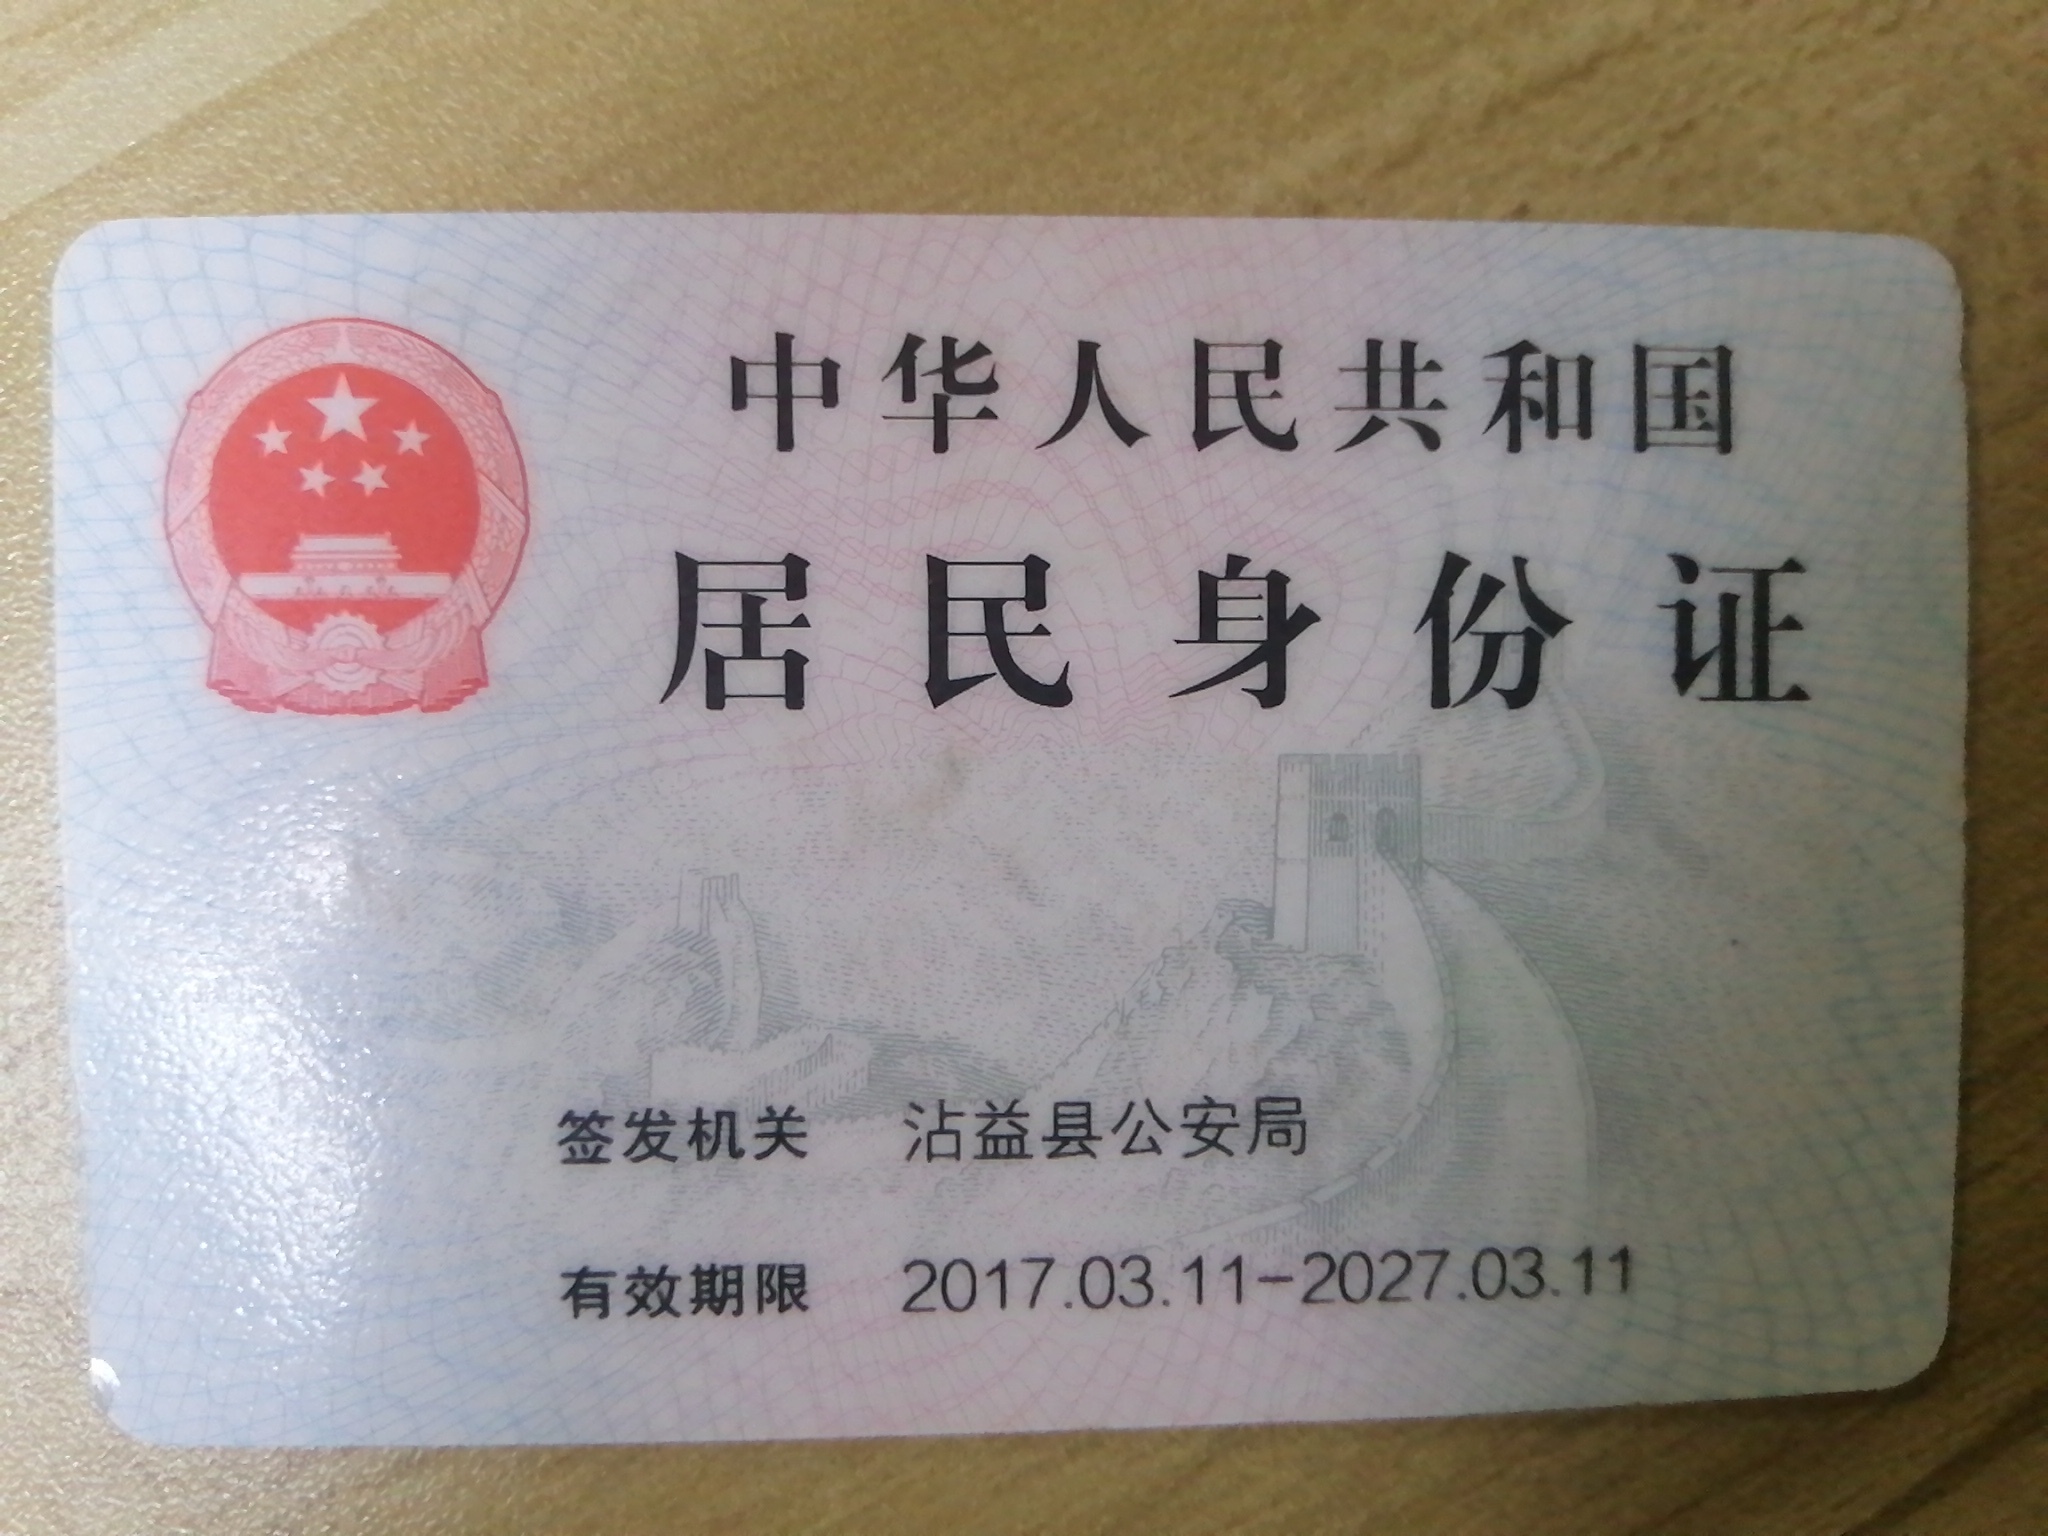 中华人民共和国
居民身份证
签发机关 沾益县公安局
有效期限 2017.03.11-2027.03.11